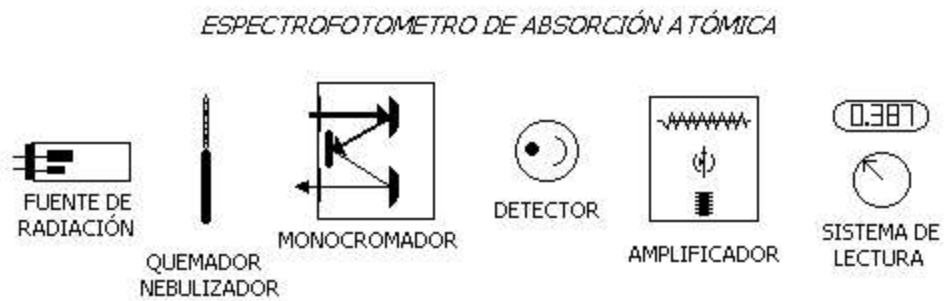 ESPECTROFOTOMETRO DE ABSORCIÓN ATÓMICA
0.387
FUENTE DE
RADIACIÓN
QUEMADOR
NEBULIZADOR
MONOCROMADOR
DETECTOR
AMPLIFICADOR
SISTEMA DE
LECTURA